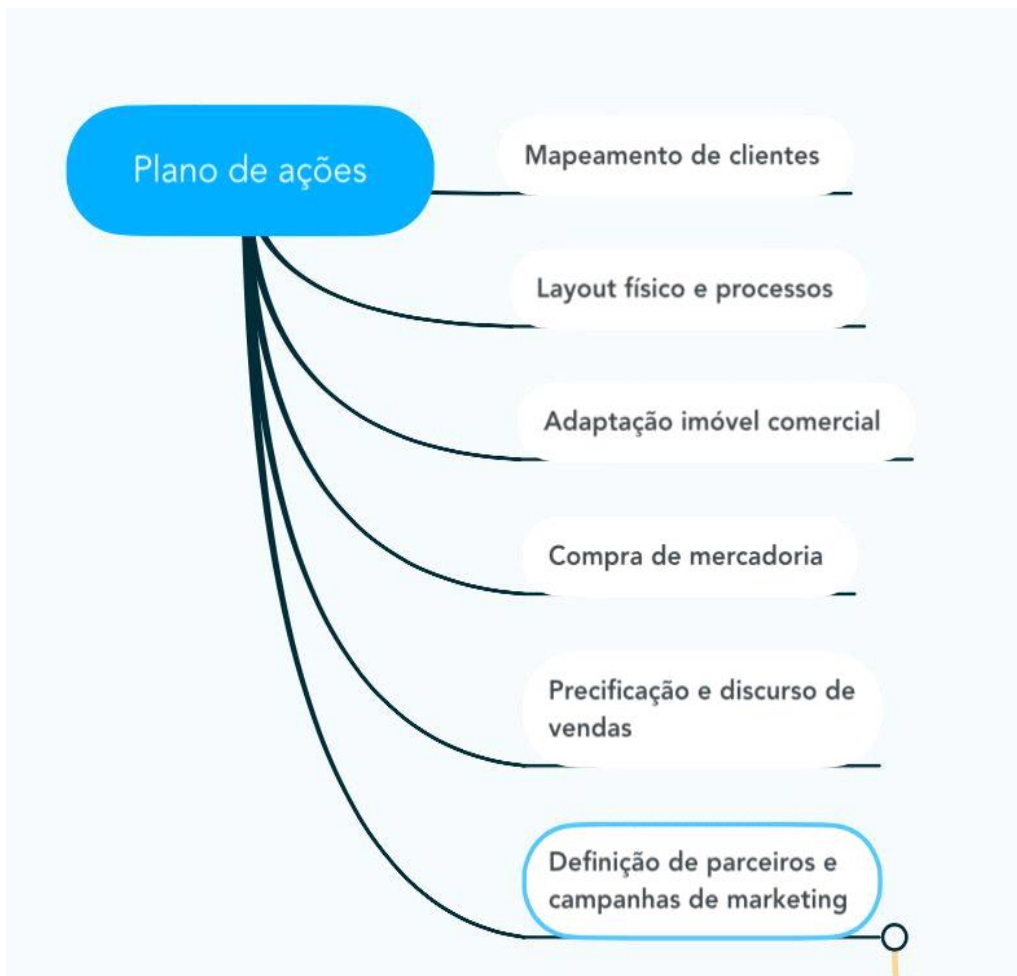 Plano de ações
Mapeamento de clientes
Layout físico e processos
Adaptação imóvel comercial
Compra de mercadoria
Precificação e discurso de
vendas
Definição de parceiros e
campanhas de marketing